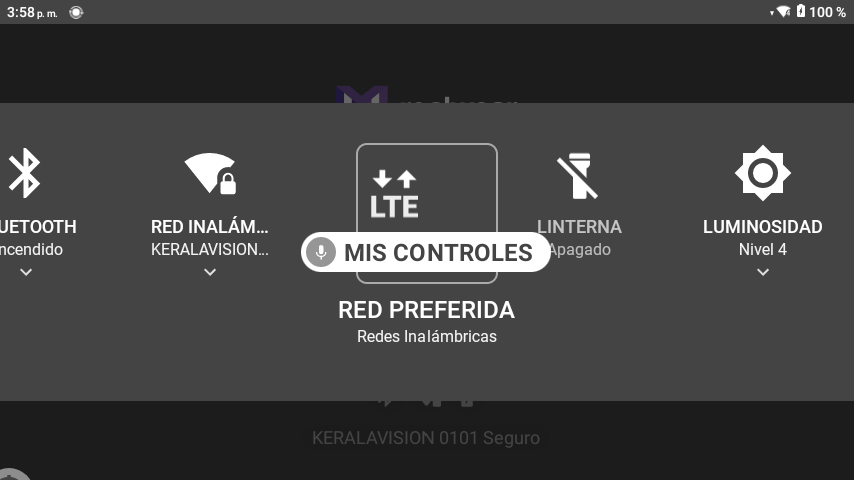 3:58 p. m.
100 %
UETOOTH
ncendido
RED INALÁM...
KERALAVISION...
LTE
LINTERNA
Apagado
LUMINOSIDAD
Nivel 4
MIS CONTROLES
RED PREFERIDA
Redes Inalámbricas
KERALAVISION 0101 Seguro